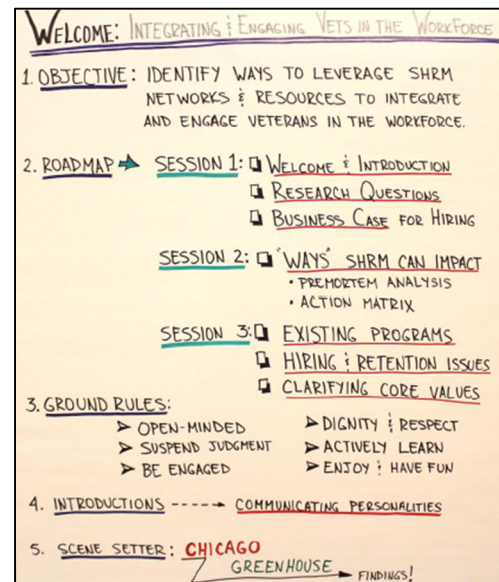 WELCOME: INTEGRATING & ENGAGING VETS IN THE WORKFORCE
1. OBJECTIVE: IDENTIFY WAYS TO LEVERAGE SHRM
NETWORKS & RESOURCES TO INTEGRATE
AND ENGAGE VETERANS IN THE WORKFORCE.
2. ROADMAP → SESSION 1: ❑ WELCOME & INTRODUCTION
❑ RESEARCH QUESTIONS
❑ BUSINESS CASE FOR HIRING
SESSION 2: ❑ "WAYS" SHRM CAN IMPACT
• PREMORTEM ANALYSIS
• ACTION MATRIX
SESSION 3: ❑ EXISTING PROGRAMS
❑ HIRING & RETENTION ISSUES
❑ CLARIFYING CORE VALUES
3. GROUND RULES:
➢ OPEN-MINDED ➢ DIGNITY & RESPECT
➢ SUSPEND JUDGMENT ➢ ACTIVELY LEARN
➢ BE ENGAGED ➢ ENJOY & HAVE FUN
4. INTRODUCTIONS ----→ COMMUNICATING PERSONALITIES
5. SCENE SETTER: CHICAGO
GREENHOUSE → FINDINGS!